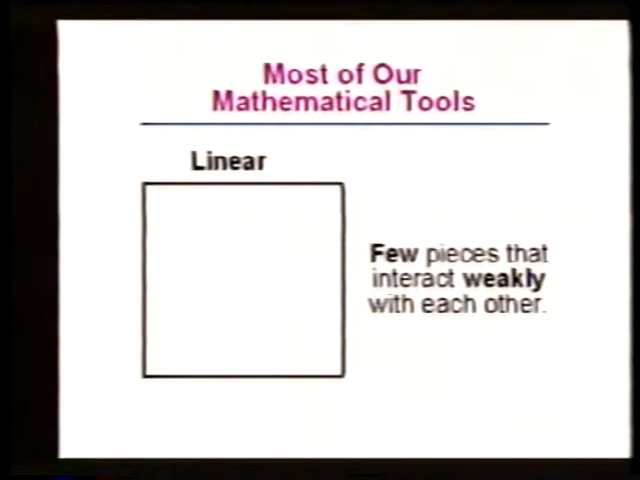 Most of Our
Mathematical Tools
Linear
Few pieces that
interact weakly
with each other.